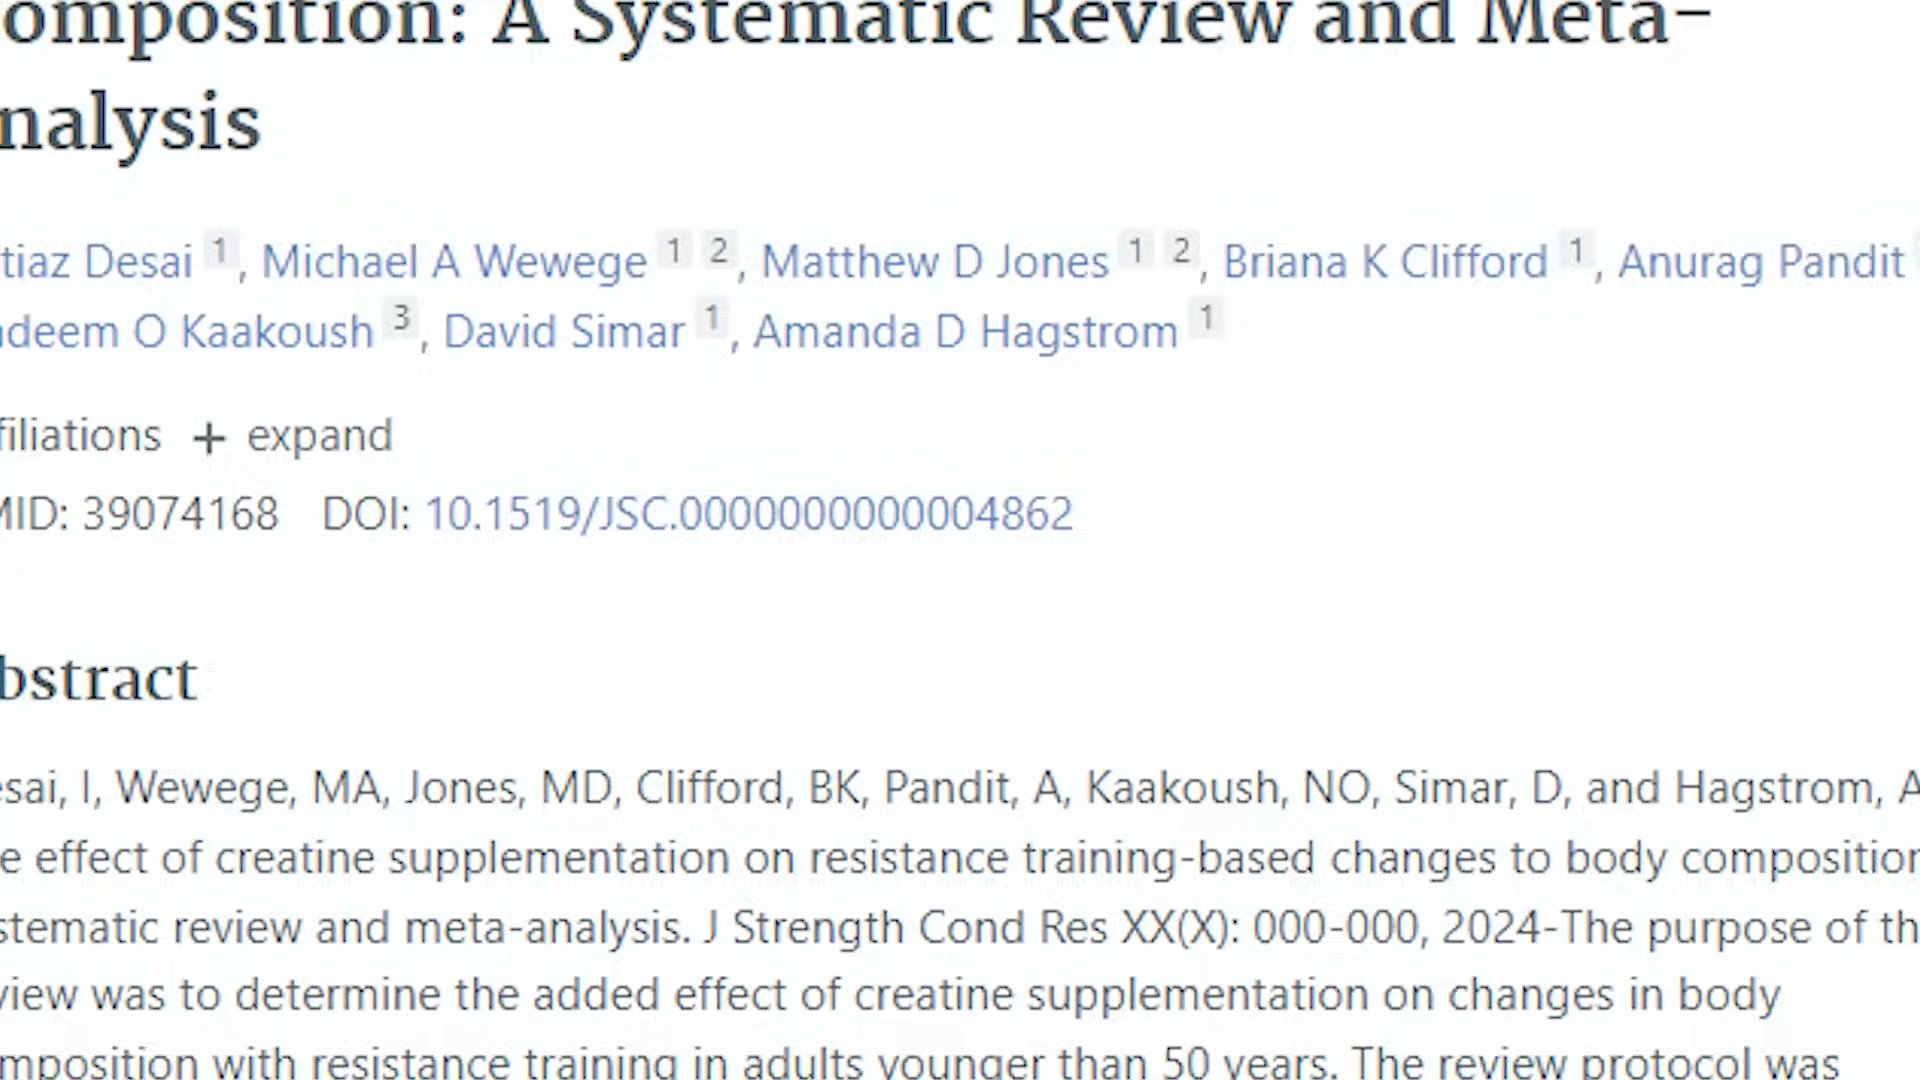 omposition: A Systematic Review and Meta-
nalysis
tiaz Desai 1, Michael A Wewege 1 2, Matthew D Jones 1 2, Briana K Clifford 1, Anurag Pandit
adeem O Kaakoush 3, David Simar 1, Amanda D Hagstrom 1
filiations + expand
MID: 39074168 DOI: 10.1519/JSC.0000000000004862
bstract
esai, I, Wewege, MA, Jones, MD, Clifford, BK, Pandit, A, Kaakoush, NO, Simar, D, and Hagstrom, A
e effect of creatine supplementation on resistance training-based changes to body composition
stematic review and meta-analysis. J Strength Cond Res XX(X): 000-000, 2024-The purpose of th
view was to determine the added effect of creatine supplementation on changes in body
mposition with resistance training in adults younger than 50 years. The review protocol was